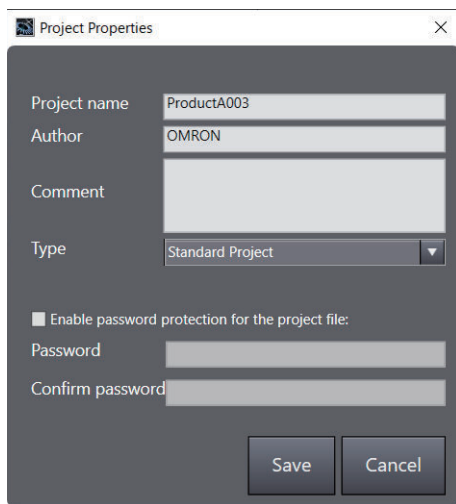 Project Properties
Project name ProductA003
Author OMRON
Comment
Type Standard Project
Enable password protection for the project file:
Password
Confirm password
Save Cancel